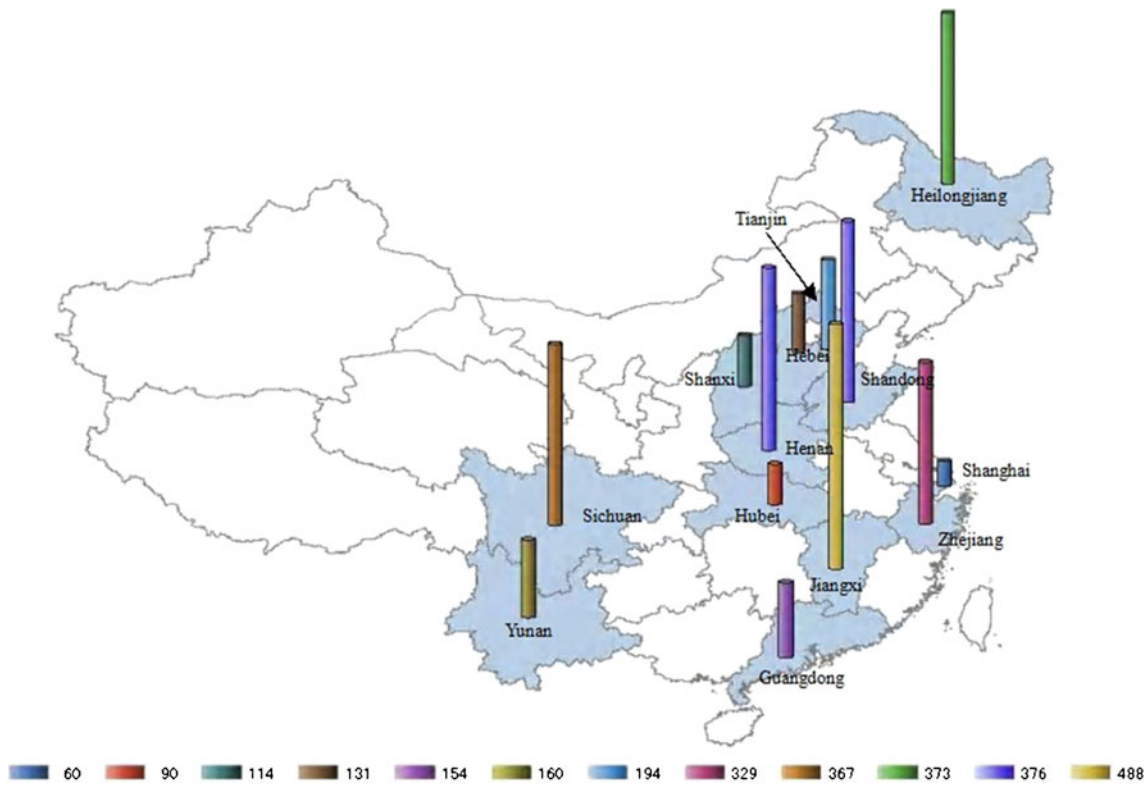 Heilongjiang
Tianjin
Hebei
Shanxi
Shandong
Henan
Shanghai
Sichuan
Hubei
Zhejiang
Jiangxi
Yunan
Guangdong
60 90 114 131 154 160 194 329 367 373 376 488